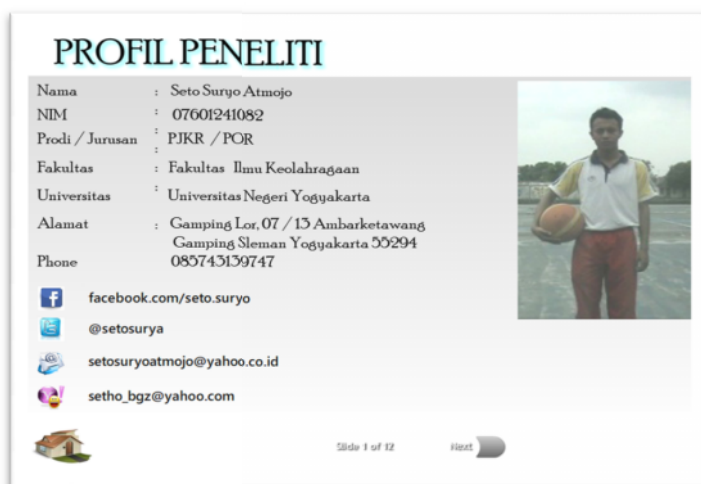 PROFIL PENELITI
Nama : Seto Suryo Atmojo
NIM : 07601241082
Prodi / Jurusan : PJKR / POR
:
Fakultas : Fakultas Ilmu Keolahragaan
Universitas : Universitas Negeri Yogyakarta
Alamat : Gamping Lor, 07 / 13 Ambarketawang
Gamping Sleman Yogyakarta 55294
Phone 085743139747
facebook.com/seto.suryo
@setosurya
setosuryoatmojo@yahoo.co.id
setho_bgz@yahoo.com
Slide 1 of 12 Next